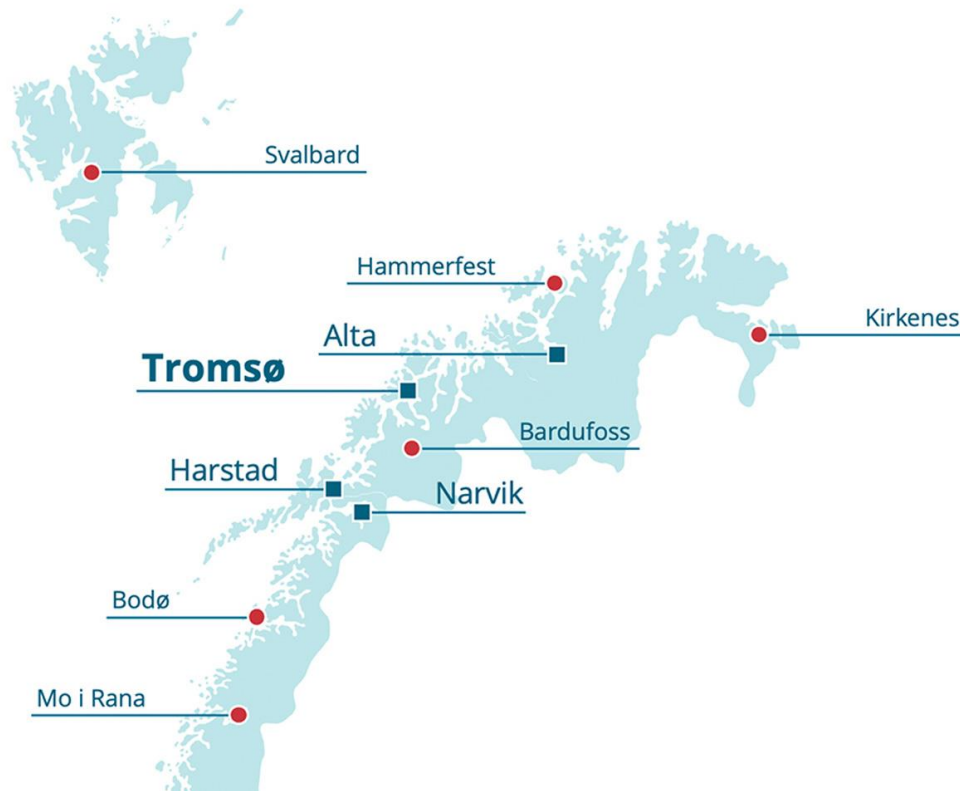 Svalbard
Hammerfest
Kirkenes
Alta
Tromsø
Bardufoss
Harstad
Narvik
Bodø
Mo i Rana